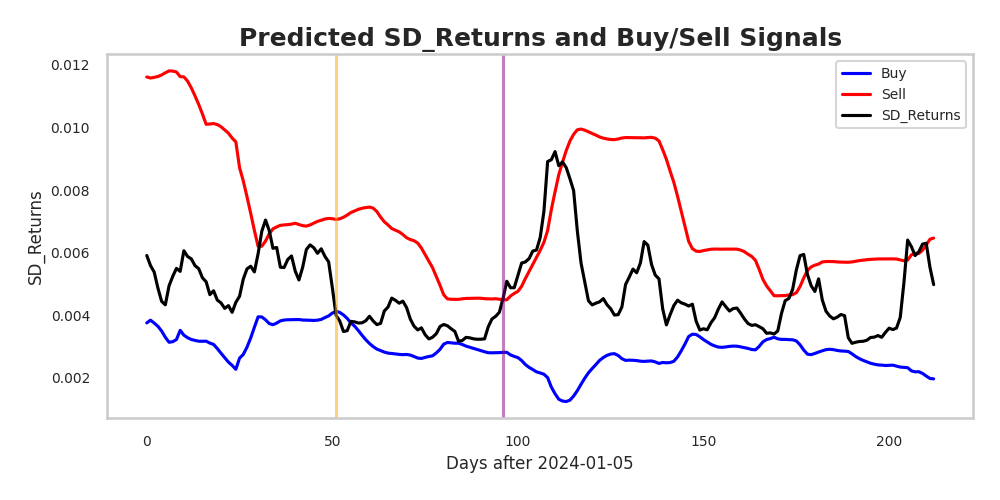 Predicted SD_Returns and Buy/Sell Signals
0.012
0.010
0.008
0.006
0.004
0.002
SD_Returns
Buy
Sell
SD_Returns
0
50
100
150
200
Days after 2024-01-05